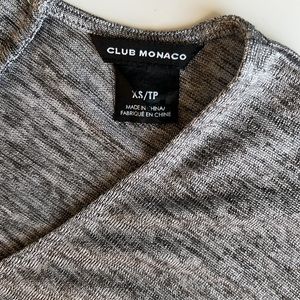 CLUB MONACO
XS/TP
MADE IN CHINA/
FABRIQUÉ EN CHINE